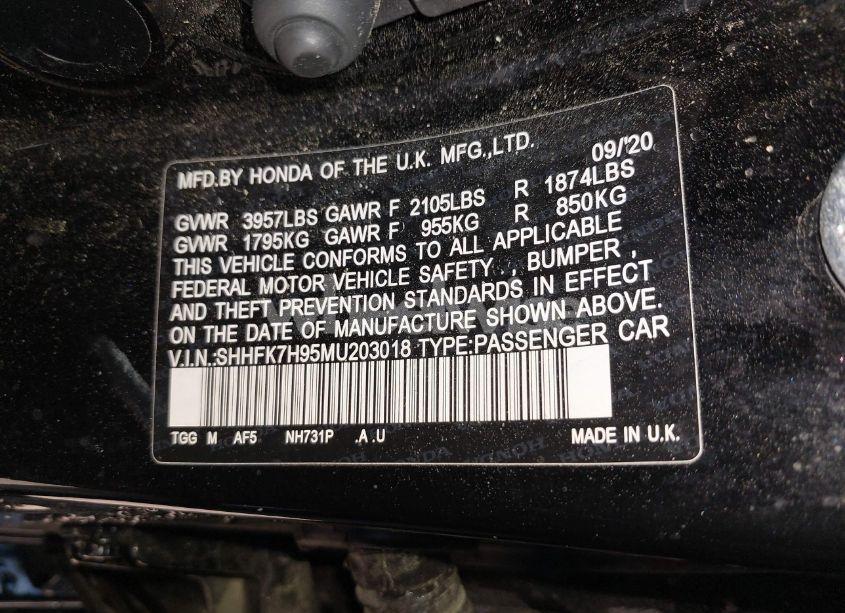 MFD.BY HONDA OF THE U.K. MFG.,LTD. 09/'20
GVWR 3957LBS GAWR F 2105LBS R 1874LBS
GVWR 1795KG GAWR F 955KG R 850KG
THIS VEHICLE CONFORMS TO ALL APPLICABLE
FEDERAL MOTOR VEHICLE SAFETY , BUMPER ,
AND THEFT PREVENTION STANDARDS IN EFFECT
ON THE DATE OF MANUFACTURE SHOWN ABOVE.
V.I.N.:SHHFK7H95MU203018 TYPE:PASSENGER CAR
TGG M AF5 NH731P .A .U MADE IN U.K.
HONDA